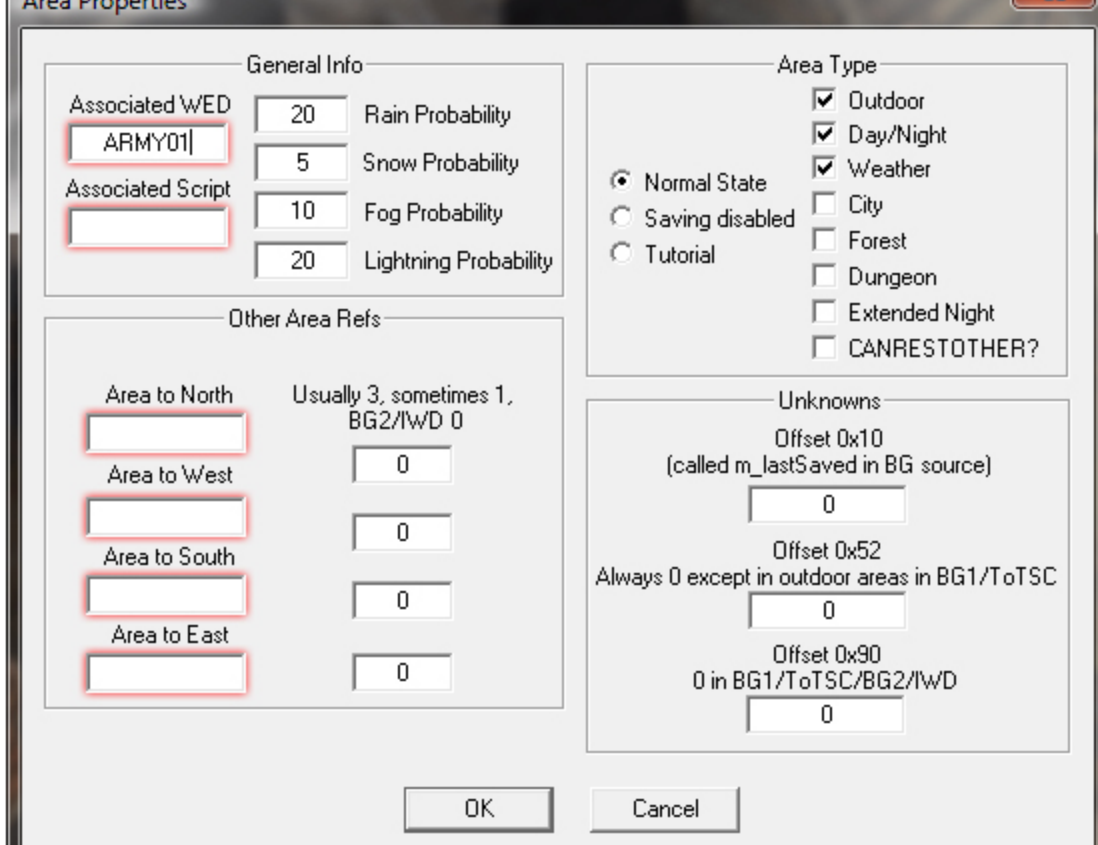 Area Properties
General Info
Associated WED
ARMY01
Associated Script
20 Rain Probability
5 Snow Probability
10 Fog Probability
20 Lightning Probability
Area Type
Normal State
Saving disabled
Tutorial
Outdoor
Day/Night
Weather
City
Forest
Dungeon
Extended Night
CANRESTOTHER?
Other Area Refs
Area to North
Area to West
Area to South
Area to East
Usually 3, sometimes 1,
BG2/IWD 0
0
0
0
0
Unknowns
Offset 0x10
(called m_lastSaved in BG source)
0
Offset 0x52
Always 0 except in outdoor areas in BG1/ToTSC
0
Offset 0x90
0 in BG1/ToTSC/BG2/IWD
0
OK
Cancel